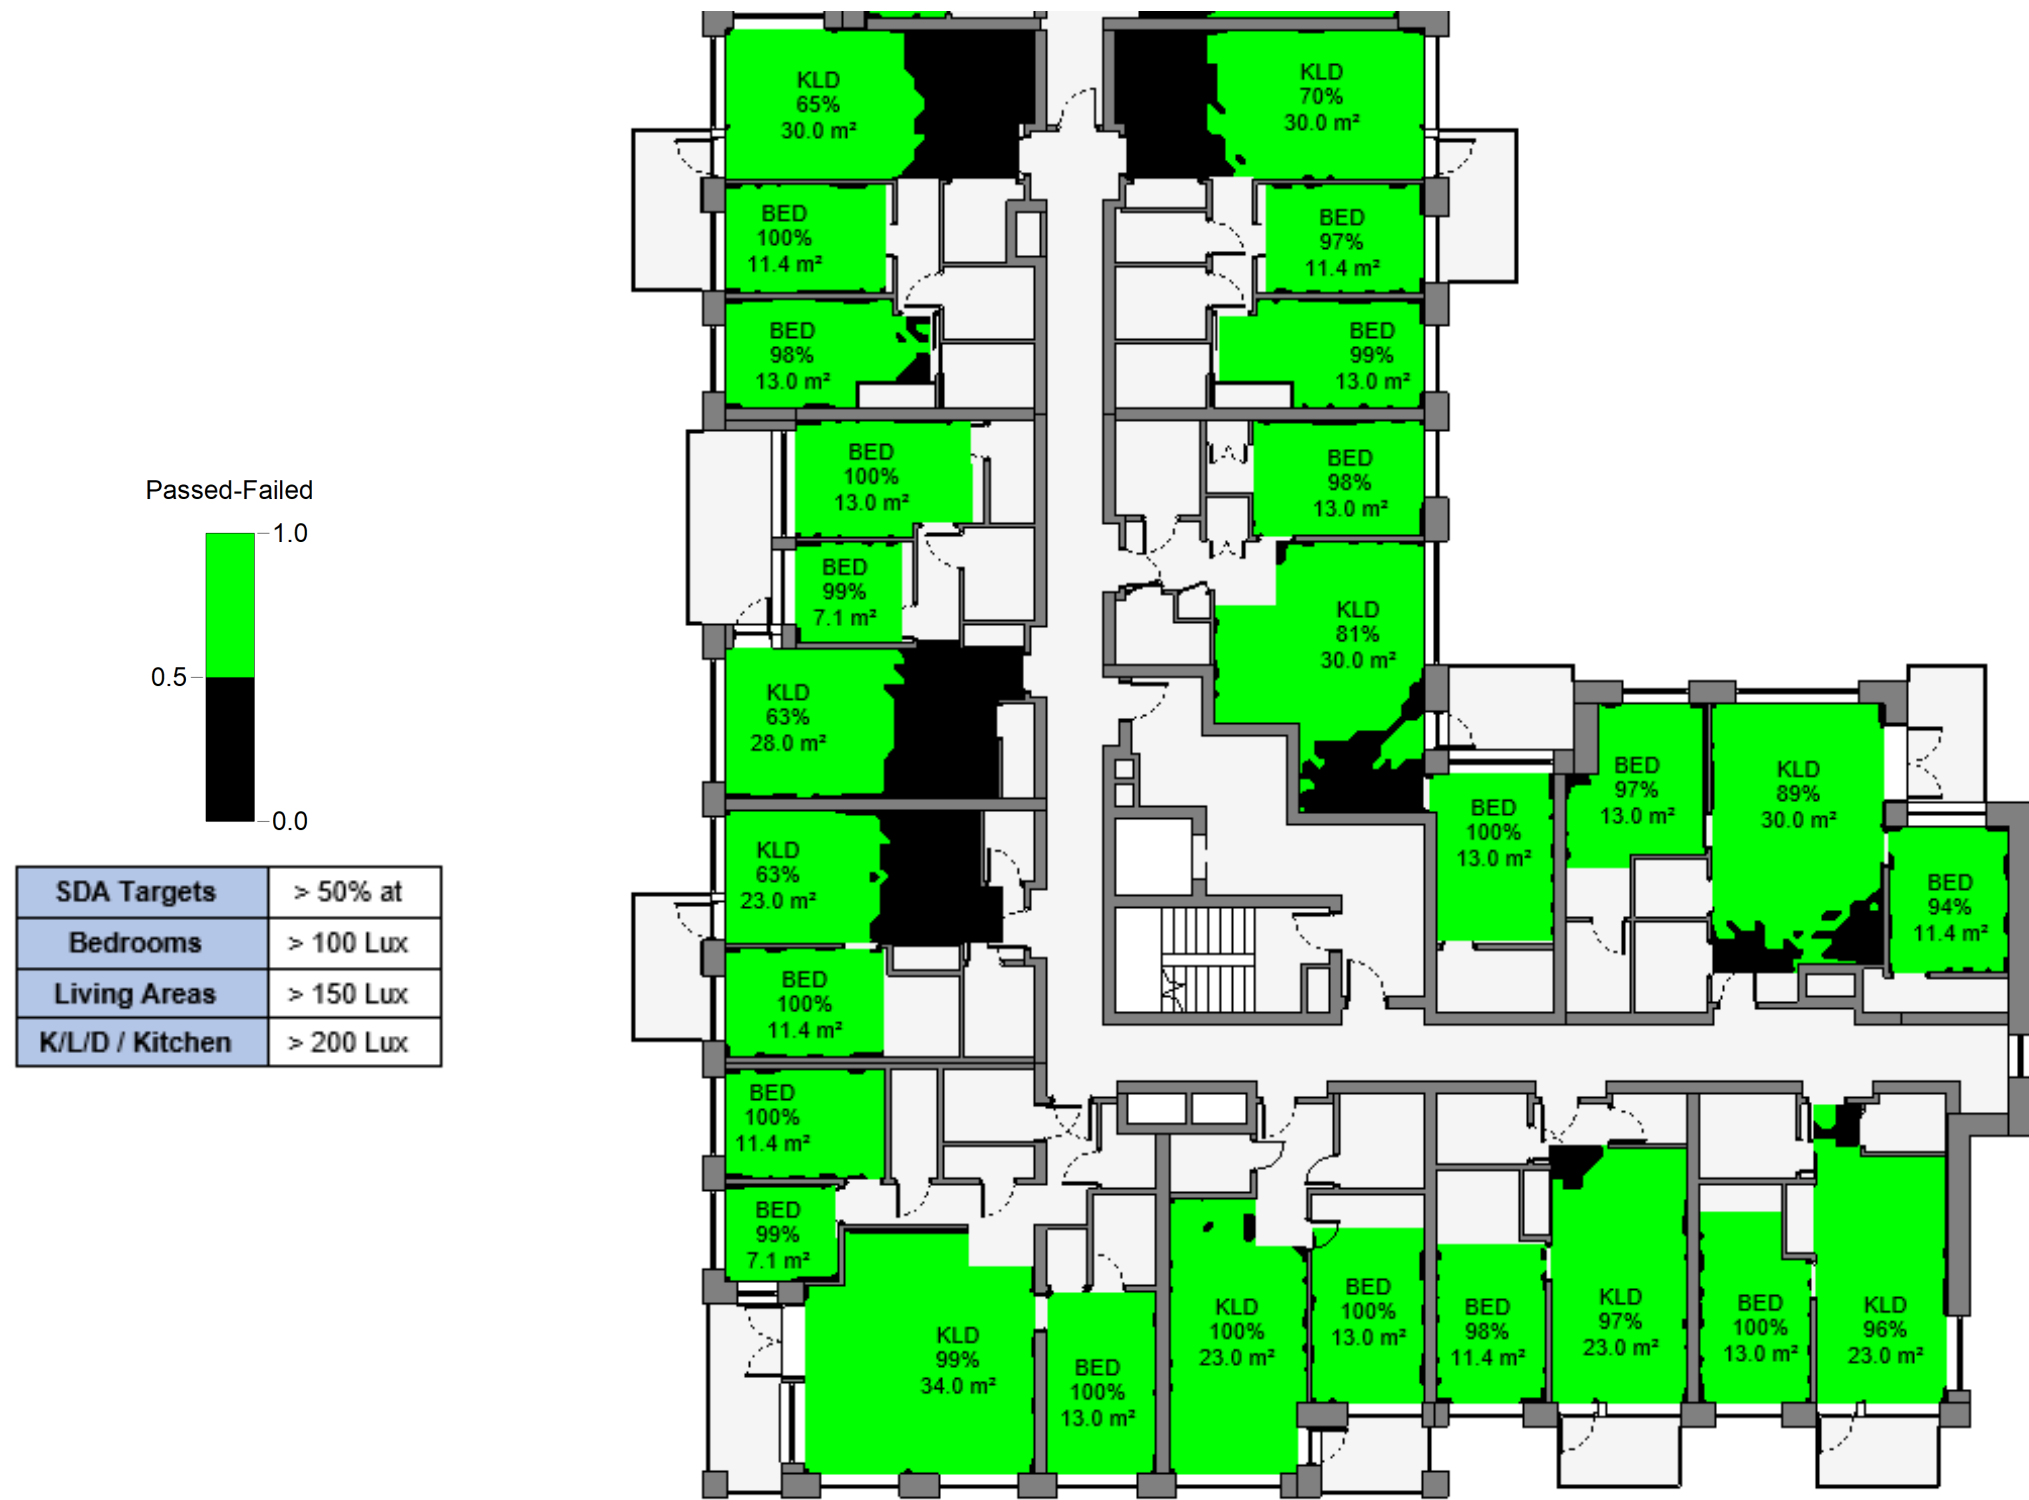 Passed-Failed
1.0
0.5
0.0
SDA Targets > 50% at
Bedrooms > 100 Lux
Living Areas > 150 Lux
K/L/D / Kitchen > 200 Lux
KLD
65%
30.0 m²
KLD
70%
30.0 m²
BED
100%
11.4 m²
BED
97%
11.4 m²
BED
98%
13.0 m²
BED
99%
13.0 m²
BED
100%
13.0 m²
BED
98%
13.0 m²
BED
99%
7.1 m²
KLD
81%
30.0 m²
KLD
63%
28.0 m²
BED
100%
13.0 m²
BED
97%
13.0 m²
KLD
89%
30.0 m²
BED
94%
11.4 m²
KLD
63%
23.0 m²
BED
100%
11.4 m²
BED
100%
11.4 m²
BED
99%
7.1 m²
KLD
99%
34.0 m²
BED
100%
13.0 m²
KLD
100%
23.0 m²
BED
100%
13.0 m²
BED
98%
11.4 m²
KLD
97%
23.0 m²
BED
100%
13.0 m²
KLD
96%
23.0 m²